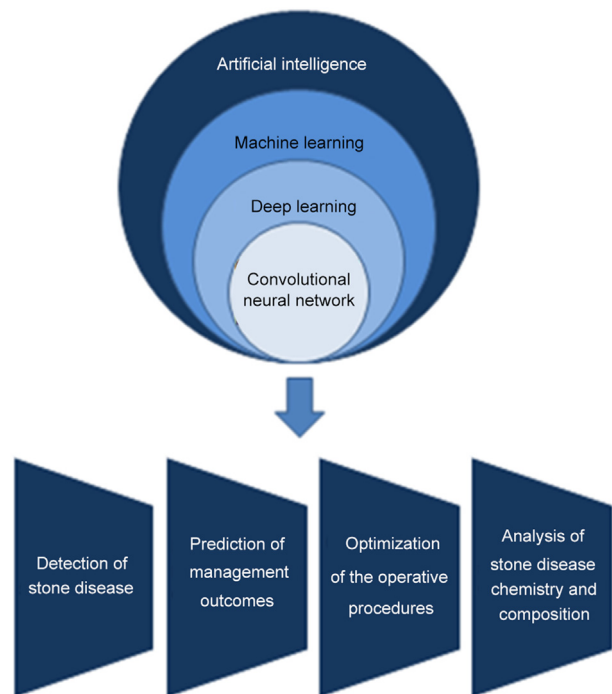 Artificial intelligence
Machine learning
Deep learning
Convolutional
neural network
Detection of
stone disease
Prediction of
management
outcomes
Optimization
of the operative
procedures
Analysis of
stone disease
chemistry and
composition